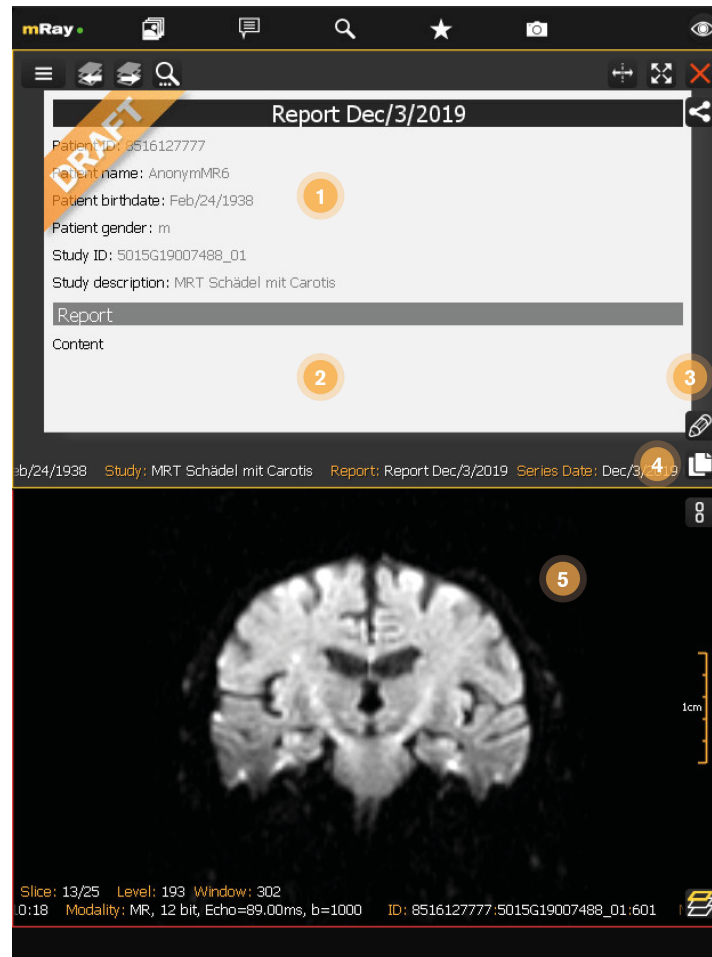 mRay
DRAFT
Report Dec/3/2019
Patient ID: 8516127777
Patient name: AnonymMR6
Patient birthdate: Feb/24/1938
1
Patient gender: m
Study ID: 5015G19007488_01
Study description: MRT Schädel mit Carotis
Report
Content
2
3
b/24/1938 Study: MRT Schädel mit Carotis Report: Report Dec/3/2019 Series Date: Dec/3/2019
4
5
1cm
Slice: 13/25 Level: 193 Window: 302
0:18 Modality: MR, 12 bit, Echo=89.00ms, b=1000 ID: 8516127777:5015G19007488_01:601